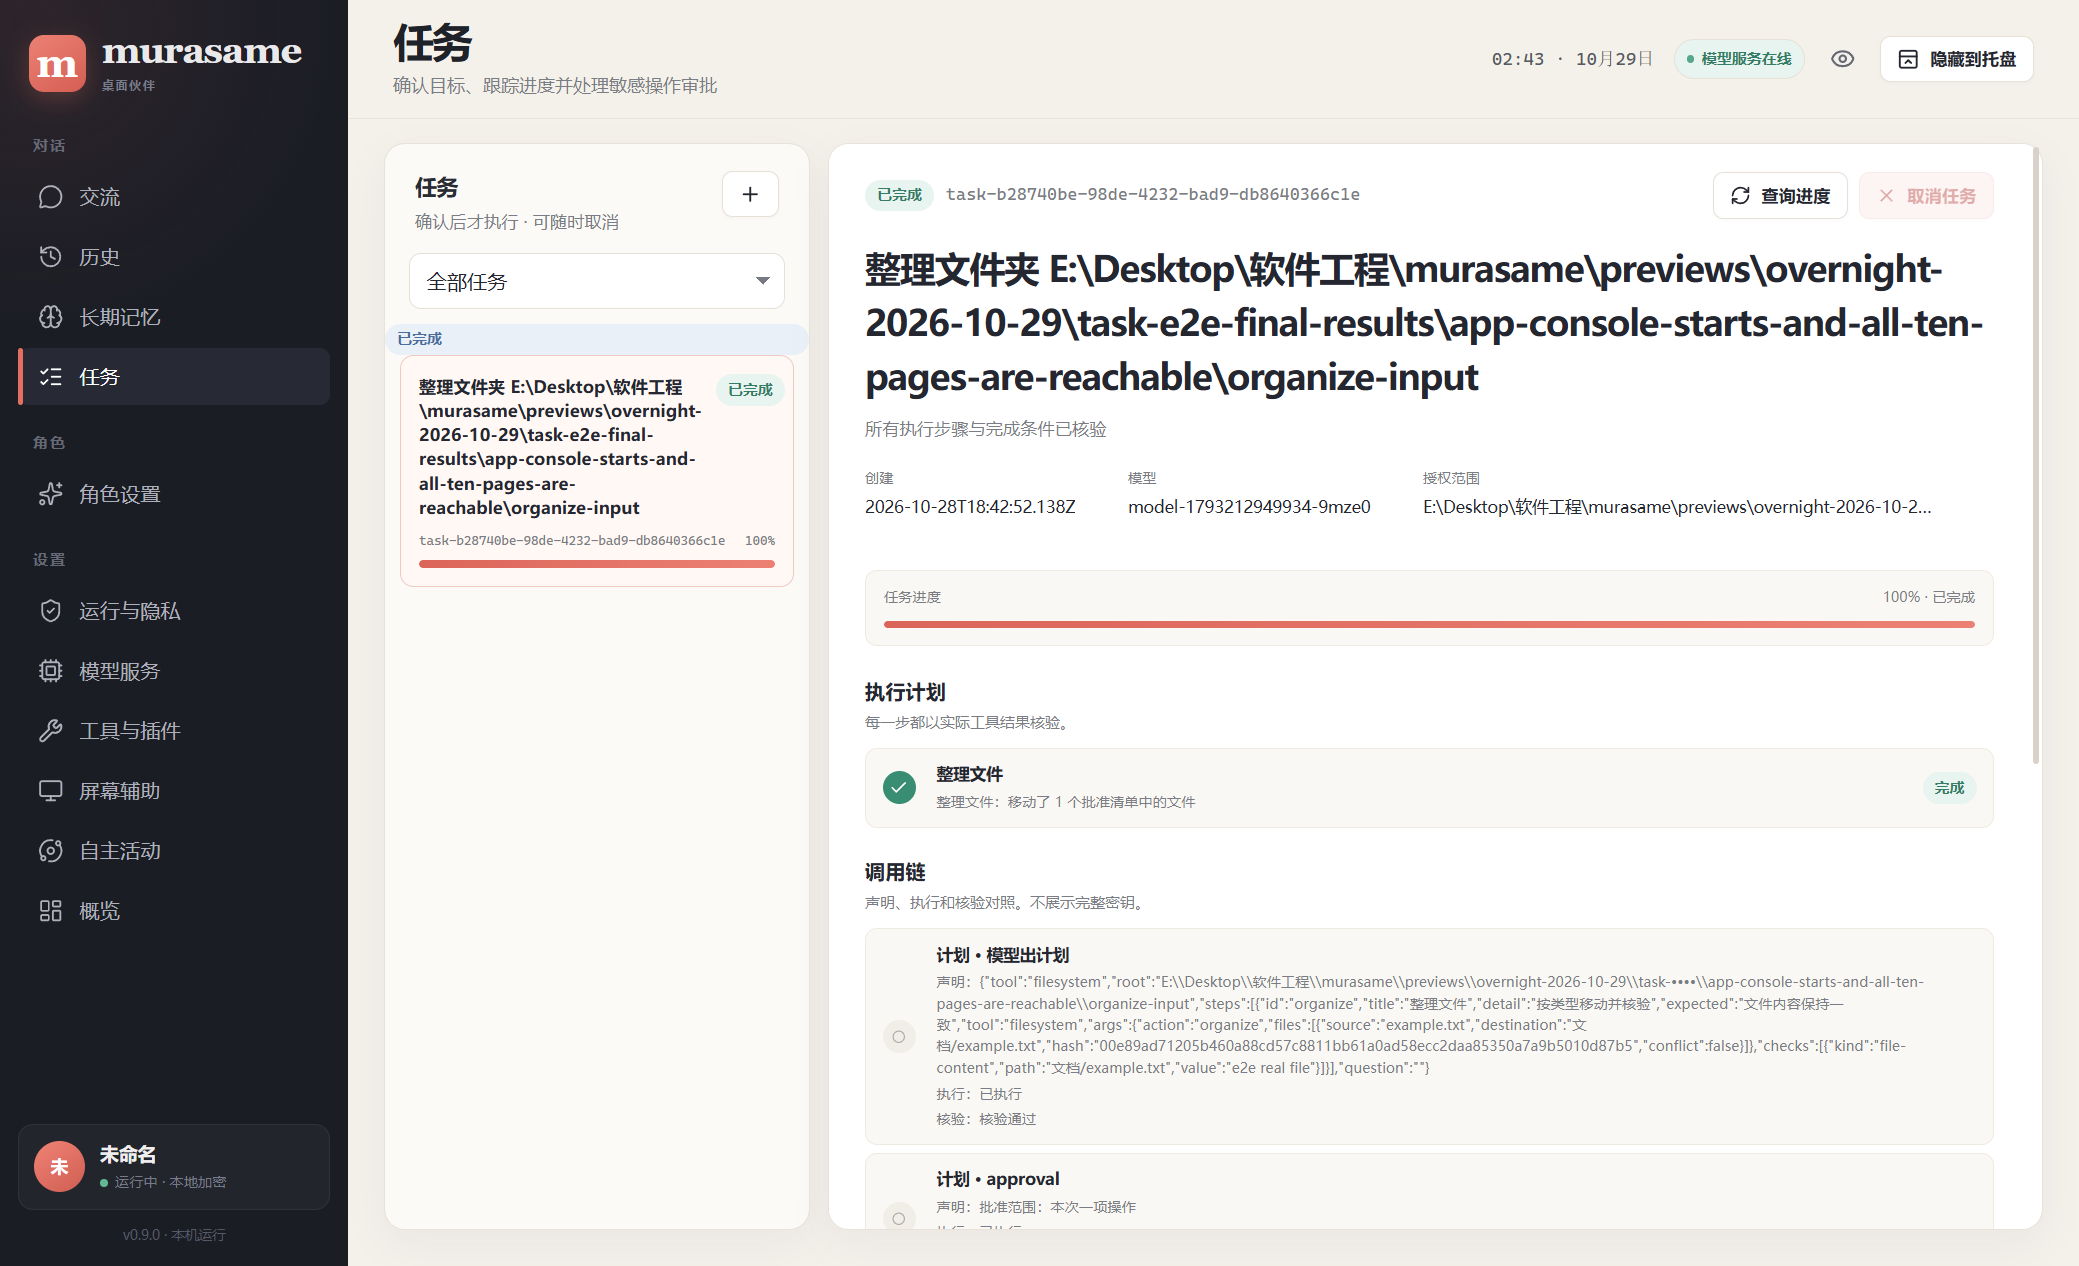 m murasame
桌面伙伴
对话
交流
历史
长期记忆
任务
角色
角色设置
设置
运行与隐私
模型服务
工具与插件
屏幕辅助
自主活动
概览
未 未命名
运行中 · 本地加密
v0.9.0 · 本机运行
任务
确认目标、跟踪进度并处理敏感操作审批
02:43 · 10月29日
模型服务在线
隐藏到托盘
任务
确认后才执行 · 可随时取消
+
全部任务
已完成
整理文件夹 E:\Desktop\软件工程
\murasame\previews\overnight-
2026-10-29\task-e2e-final-
results\app-console-starts-and-
all-ten-pages-are-
reachable\organize-input
已完成
task-b28740be-98de-4232-bad9-db8640366c1e 100%
已完成 task-b28740be-98de-4232-bad9-db8640366c1e
查询进度
取消任务
整理文件夹 E:\Desktop\软件工程\murasame\previews\overnight-
2026-10-29\task-e2e-final-results\app-console-starts-and-all-ten-
pages-are-reachable\organize-input
所有执行步骤与完成条件已核验
创建
2026-10-28T18:42:52.138Z
模型
model-1793212949934-9mze0
授权范围
E:\Desktop\软件工程\murasame\previews\overnight-2026-10-2...
任务进度 100% · 已完成
执行计划
每一步都以实际工具结果核验。
整理文件
整理文件：移动了 1 个批准清单中的文件
完成
调用链
声明、执行和核验对照。不展示完整密钥。
计划 • 模型出计划
声明：{"tool":"filesystem","root":"E:\\Desktop\\软件工程\\murasame\\previews\\overnight-2026-10-29\\task-••••\\app-console-starts-and-all-ten-
pages-are-reachable\\organize-input","steps":[{"id":"organize","title":"整理文件","detail":"按类型移动并核验","expected":"文件内容保持一
致","tool":"filesystem","args":{"action":"organize","files":[{"source":"example.txt","destination":"文
档/example.txt","hash":"00e89ad71205b460a88cd57c8811bb61a0ad58ecc2daa85350a7a9b5010d87b5","conflict":false}]},"checks":[{"kind":"file-
content","path":"文档/example.txt","value":"e2e real file"}]}],"question":""}
执行：已执行
核验：核验通过
计划 • approval
声明：批准范围：本次一项操作
执行：已执行